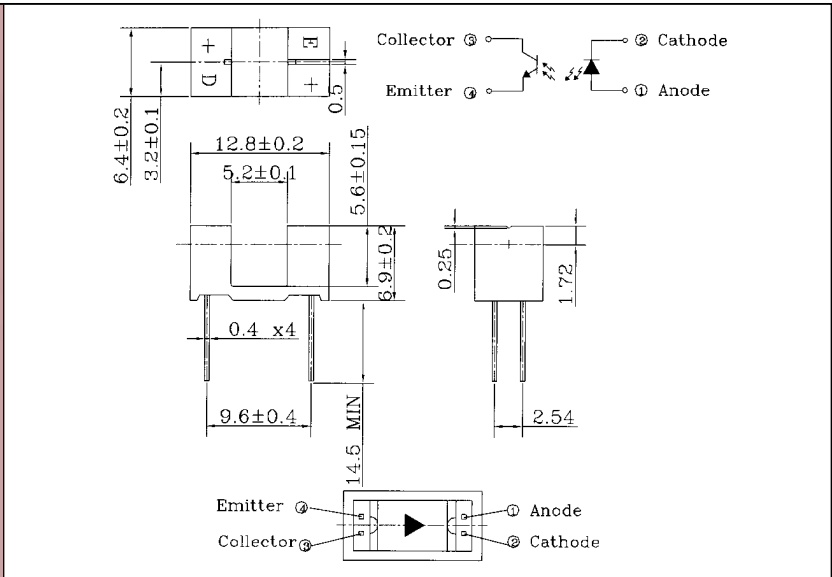 Collector ③
② Cathode
Emitter ④
① Anode
+ D
E +
0.5
6.4±0.2
3.2±0.1
12.8±0.2
5.2±0.1
5.6±0.15
6.9±0.2
0.25
1.72
0.4 x4
9.6±0.4
14.5 MIN
2.54
Emitter ④
① Anode
Collector ③
② Cathode